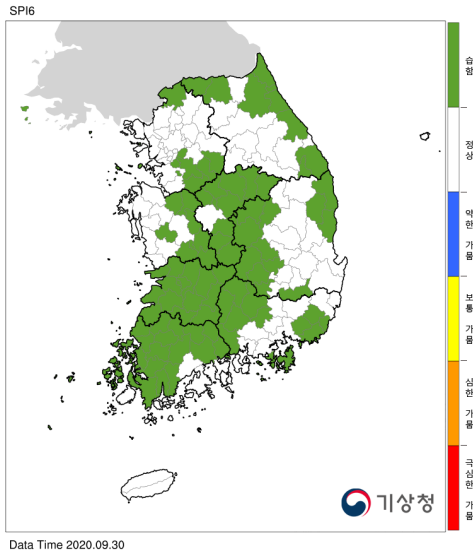 SPI6
습함
정상
약한 가뭄
보통 가뭄
심한 가뭄
극심한 가뭄
기상청
Data Time 2020.09.30